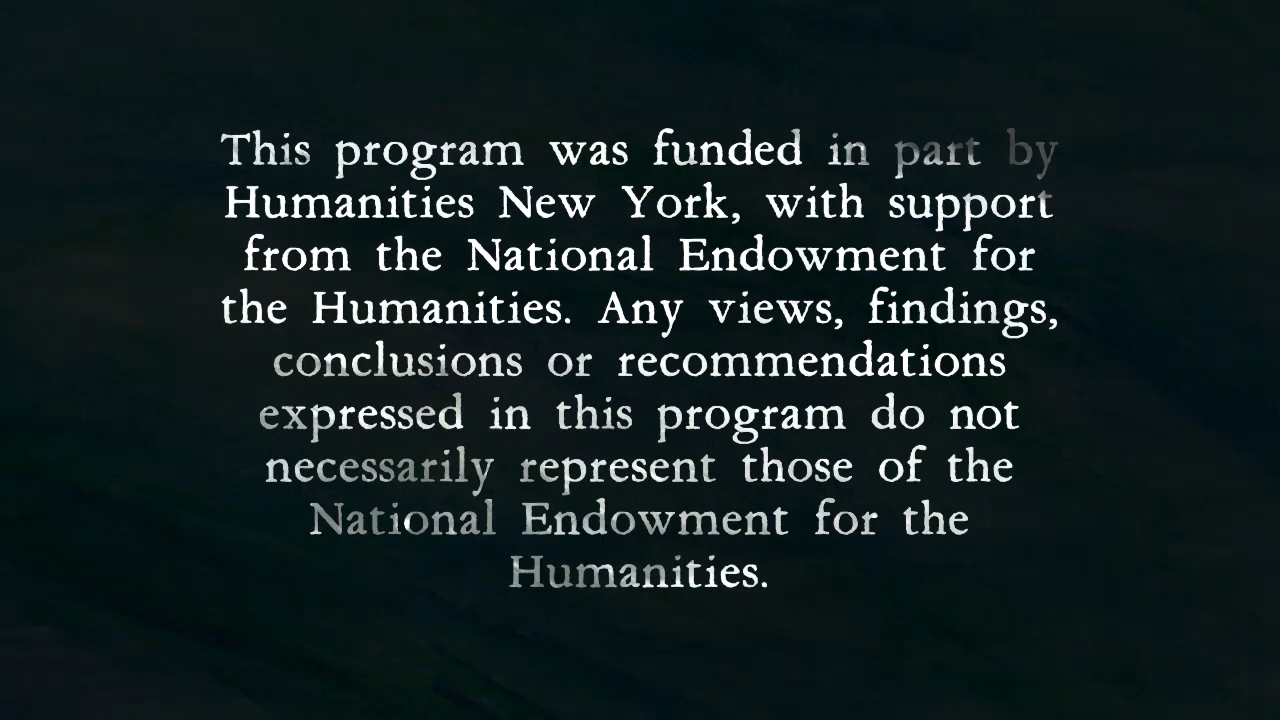 This program was funded in part by
Humanities New York, with support
from the National Endowment for
the Humanities. Any views, findings,
conclusions or recommendations
expressed in this program do not
necessarily represent those of the
National Endowment for the
Humanities.